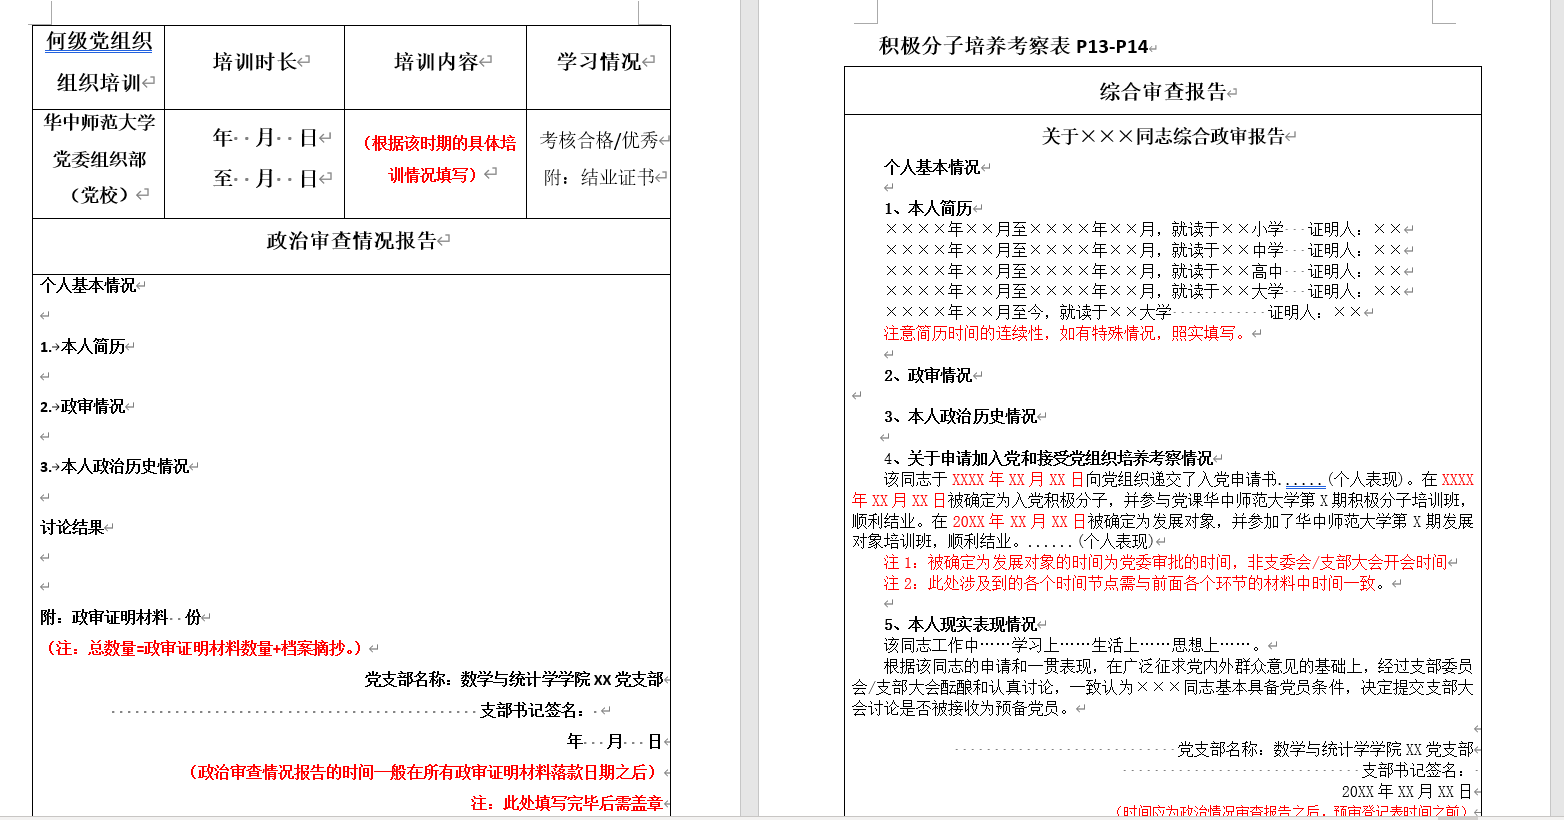 何级党组织
组织培训
培训时长
培训内容
学习情况
华中师范大学
党委组织部
（党校）
年 月 日
至 月 日
（根据该时期的具体培
训情况填写）
考核合格/优秀
附：结业证书
政治审查情况报告
个人基本情况
1. 本人简历
2. 政审情况
3. 本人政治历史情况
讨论结果
附：政审证明材料 份
（注：总数量=政审证明材料数量+档案摘抄。）
党支部名称：数学与统计学学院 XX 党支部
支部书记签名：
年 月 日
（政治审查情况报告的时间一般在所有政审证明材料落款日期之后）
注：此处填写完毕后需盖章
积极分子培养考察表 P13-P14
综合审查报告
关于×××同志综合政审报告
个人基本情况
1、本人简历
××××年××月至××××年××月，就读于××小学 证明人：××
××××年××月至××××年××月，就读于××中学 证明人：××
××××年××月至××××年××月，就读于××高中 证明人：××
××××年××月至××××年××月，就读于××大学 证明人：××
××××年××月至今，就读于××大学 证明人：××
注意简历时间的连续性，如有特殊情况，照实填写。
2、政审情况
3、本人政治历史情况
4、关于申请加入党和接受党组织培养考察情况
该同志于 XXXX 年 XX 月 XX 日向党组织递交了入党申请书......(个人表现)。在 XXXX
年 XX 月 XX 日被确定为入党积极分子，并参与党课华中师范大学第 X 期积极分子培训班，
顺利结业。在 20XX 年 XX 月 XX 日被确定为发展对象，并参加了华中师范大学第 X 期发展
对象培训班，顺利结业。......(个人表现)
注 1：被确定为发展对象的时间为党委审批的时间，非支委会/支部大会开会时间
注 2：此处涉及到的各个时间节点需与前面各个环节的材料中时间一致。
5、本人现实表现情况
该同志工作中……学习上……生活上……思想上……。
根据该同志的申请和一贯表现，在广泛征求党内外群众意见的基础上，经过支部委员
会/支部大会酝酿和认真讨论，一致认为×××同志基本具备党员条件，决定提交支部大
会讨论是否被接收为预备党员。
党支部名称：数学与统计学学院 XX 党支部
支部书记签名：
20XX 年 XX 月 XX 日
（时间应为政治情况审查报告之后，预审登记表时间之前）